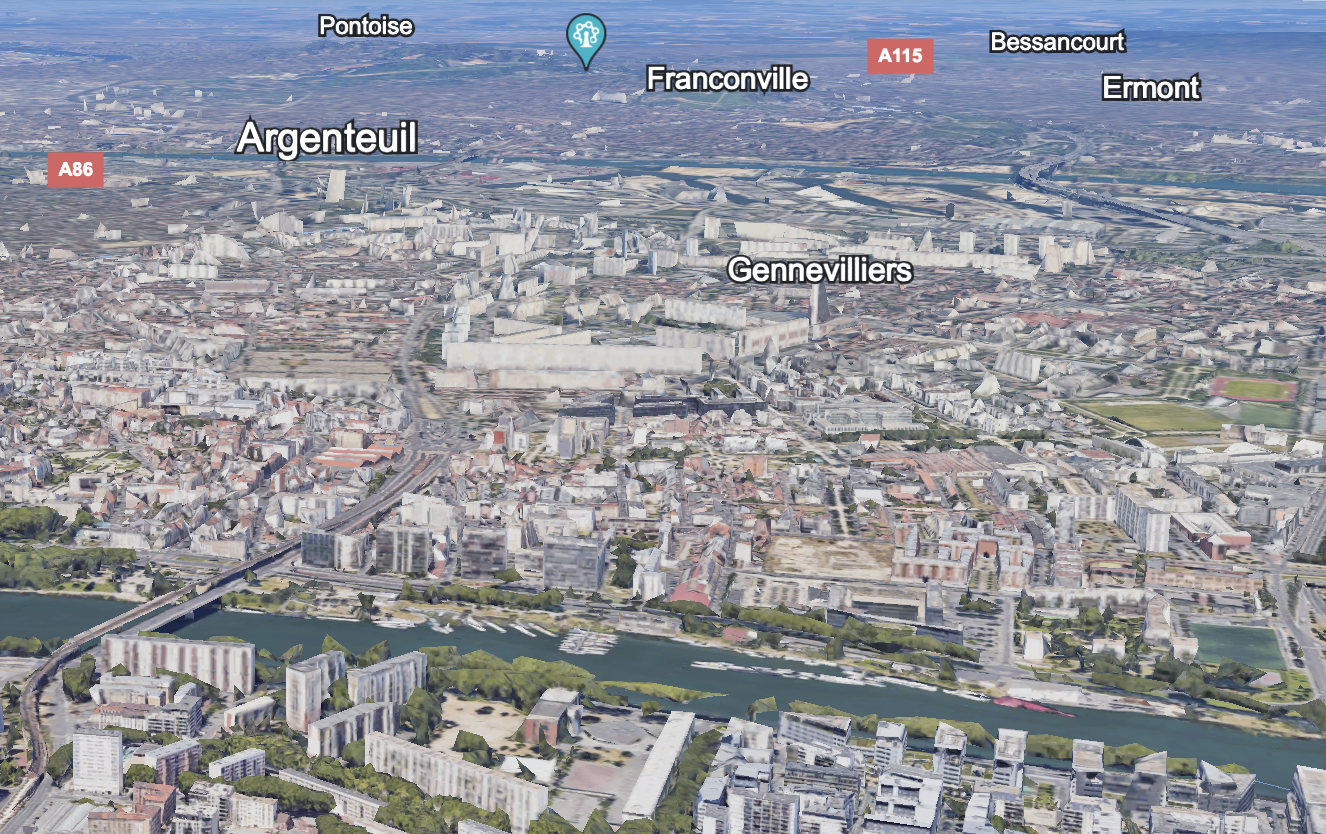 Pontoise
Bessancourt
A115
Franconville
Ermont
Argenteuil
A86
Gennevilliers